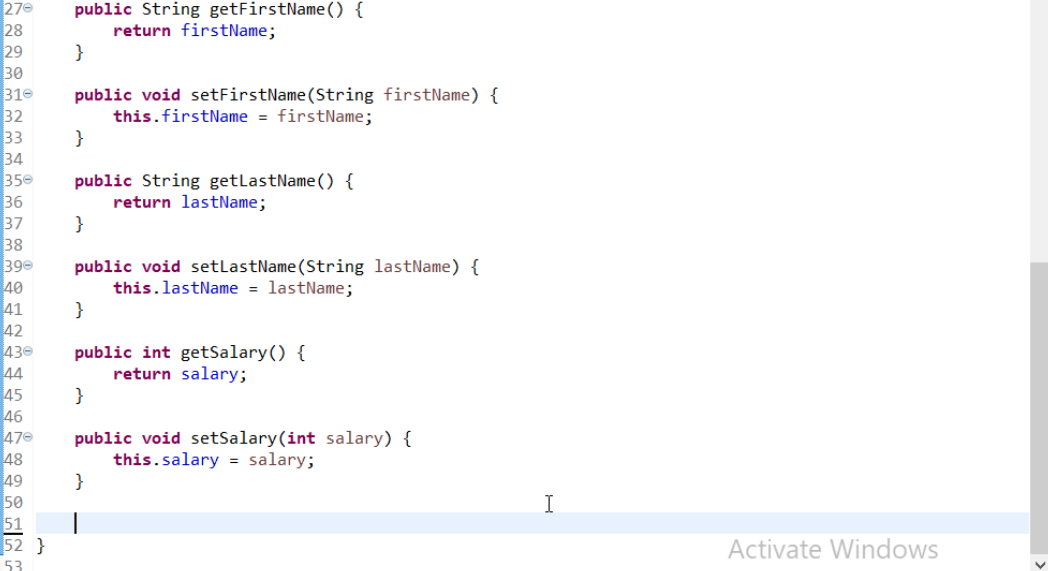 27 public String getFirstName() {
28 return firstName;
29 }
30
31 public void setFirstName(String firstName) {
32 this.firstName = firstName;
33 }
34
35 public String getLastName() {
36 return lastName;
37 }
38
39 public void setLastName(String lastName) {
40 this.lastName = lastName;
41 }
42
43 public int getSalary() {
44 return salary;
45 }
46
47 public void setSalary(int salary) {
48 this.salary = salary;
49 }
50
51
52 }
Activate Windows
53